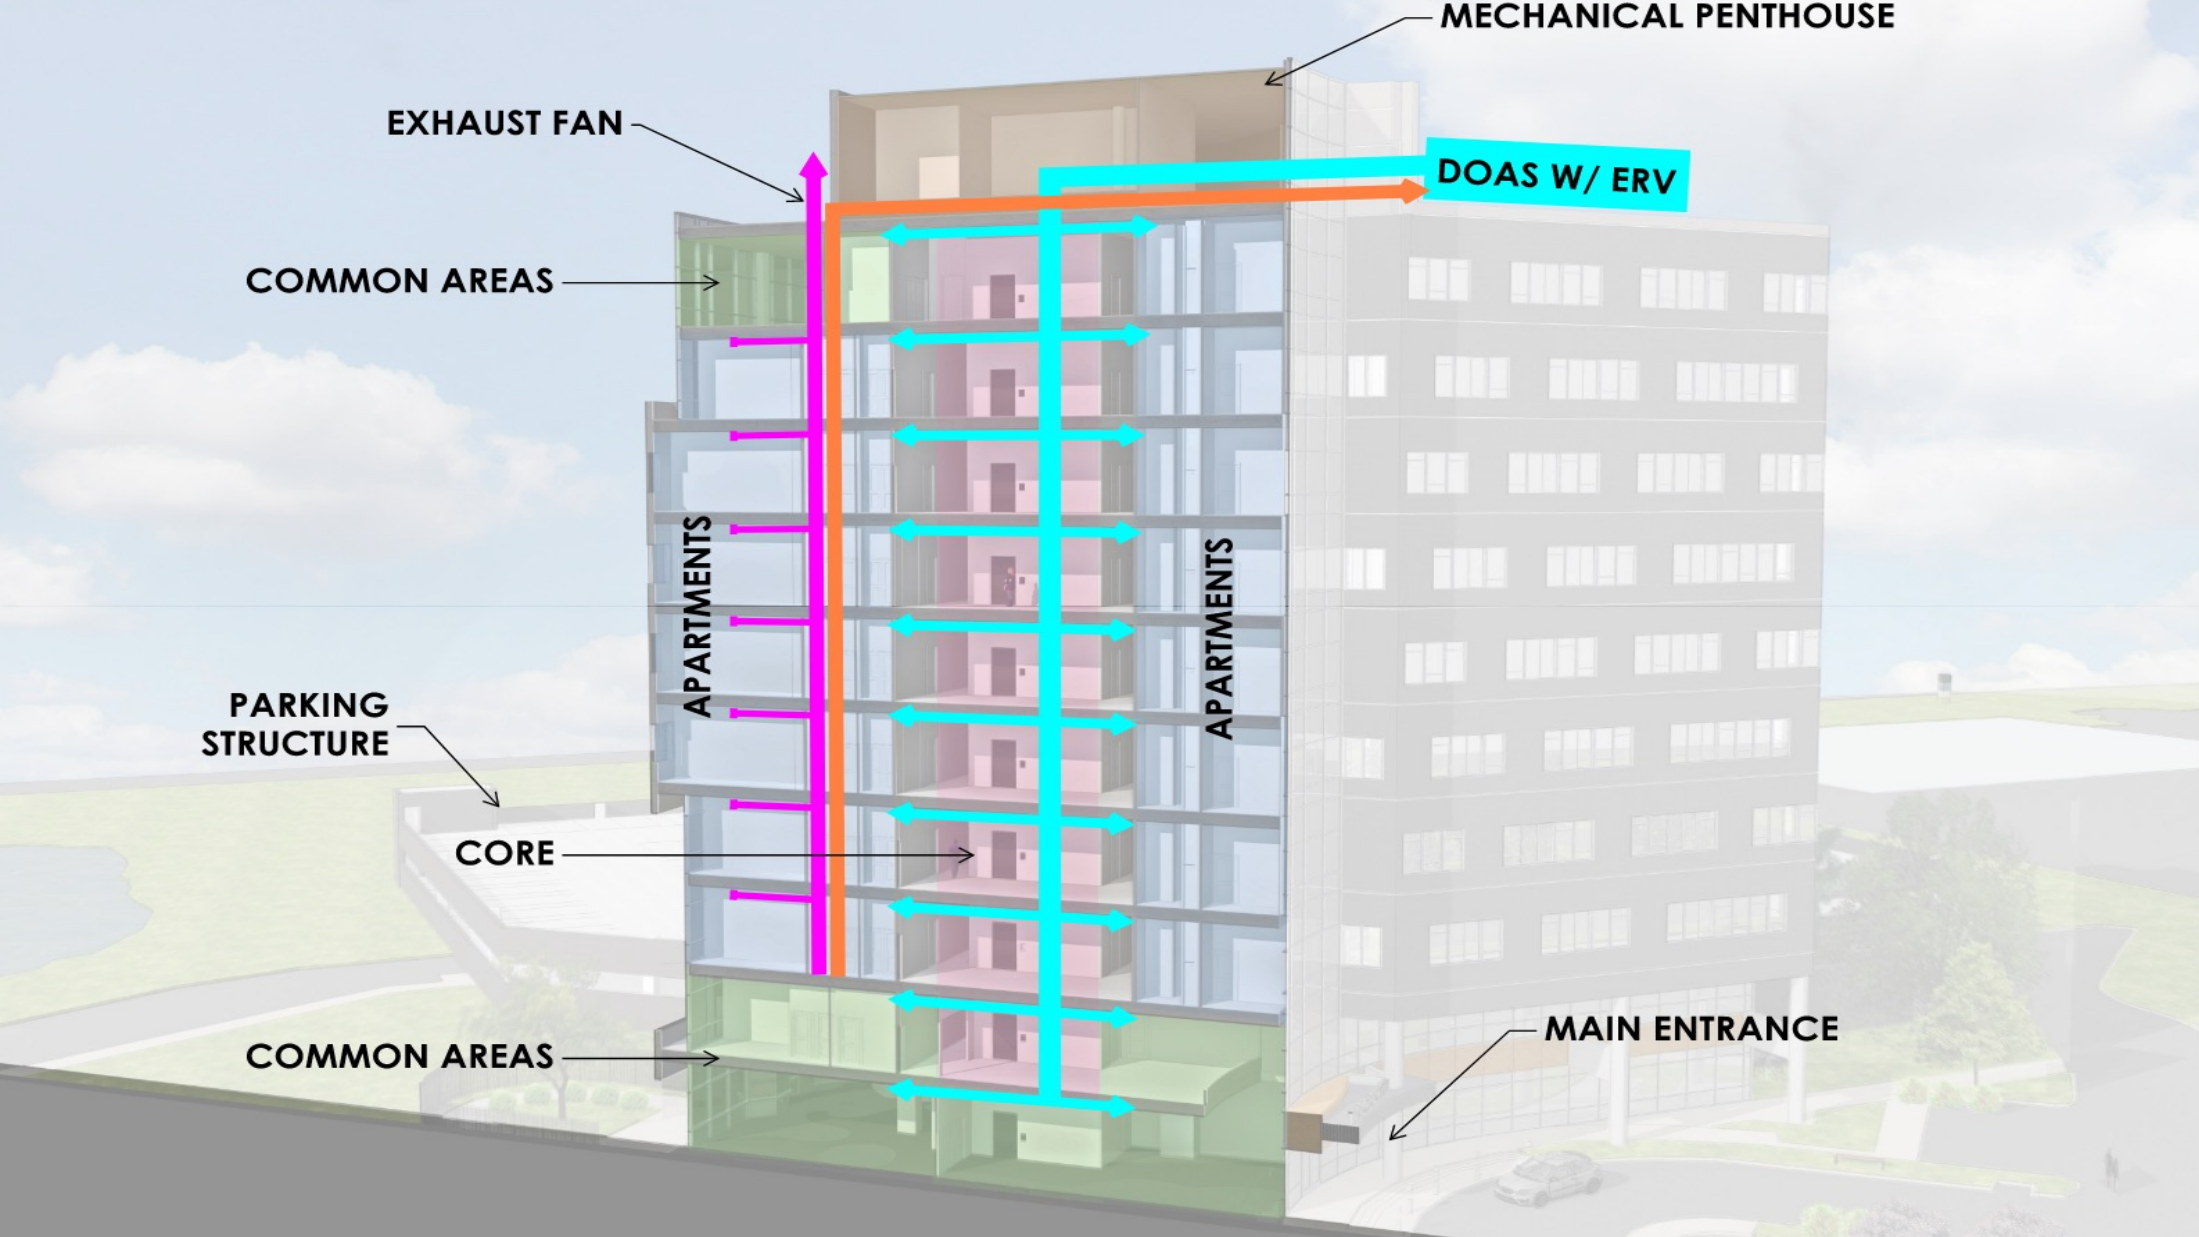 MECHANICAL PENTHOUSE
EXHAUST FAN
DOAS W/ ERV
COMMON AREAS
APARTMENTS
APARTMENTS
PARKING
STRUCTURE
CORE
MAIN ENTRANCE
COMMON AREAS